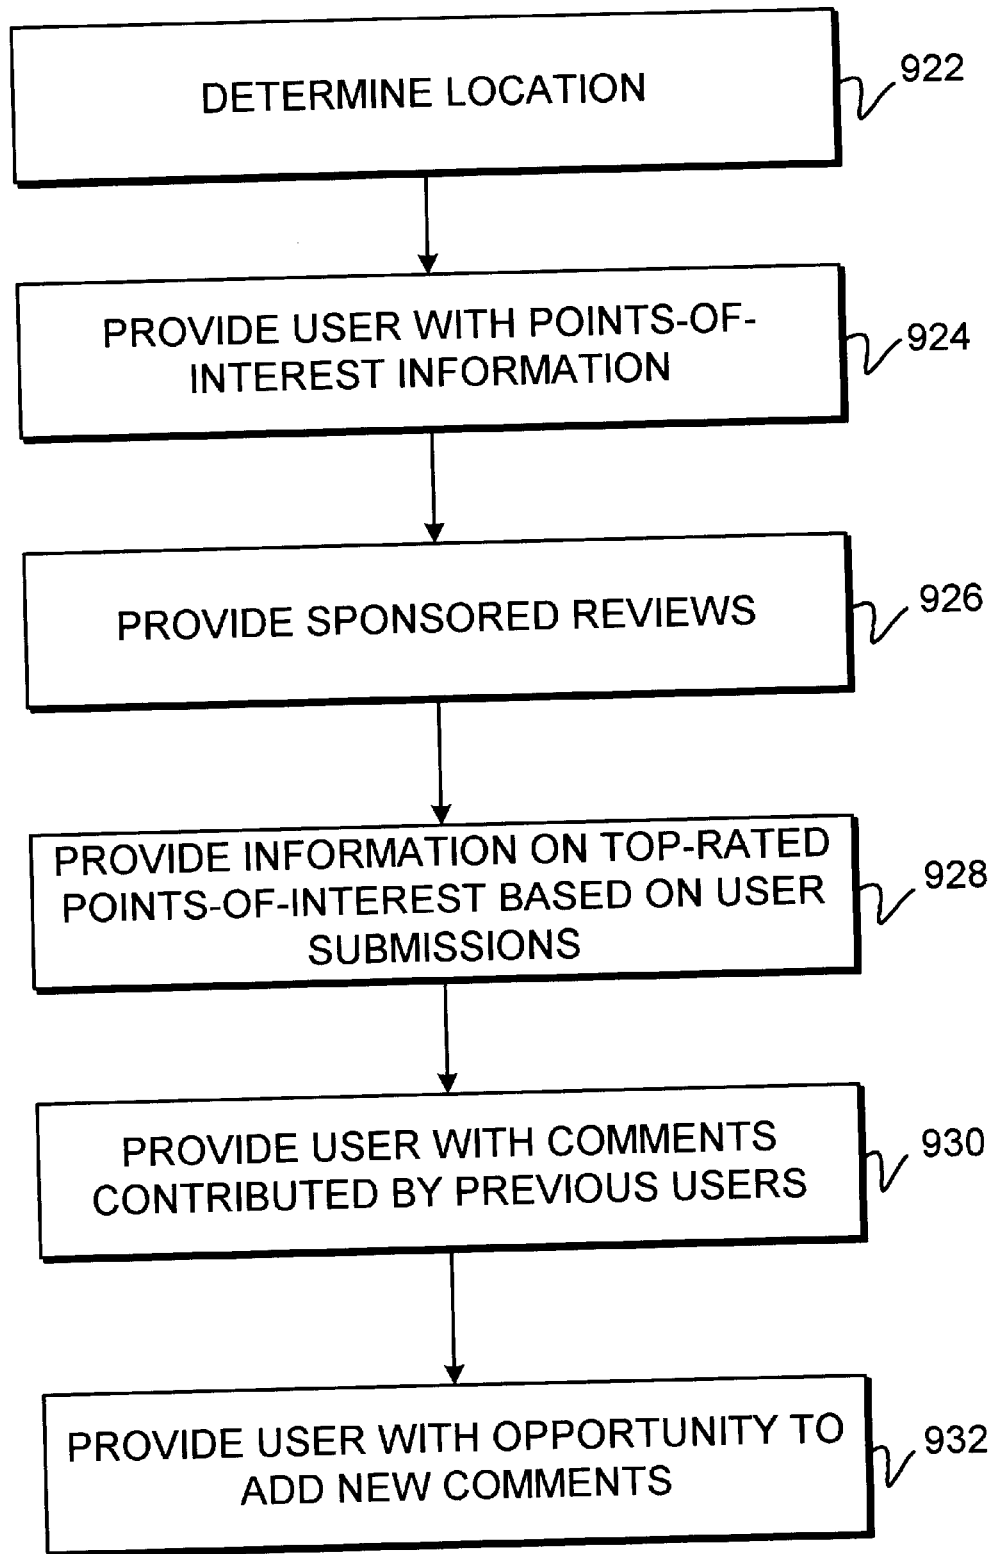 DETERMINE LOCATION
922
PROVIDE USER WITH POINTS-OF-
INTEREST INFORMATION
924
PROVIDE SPONSORED REVIEWS
926
PROVIDE INFORMATION ON TOP-RATED
POINTS-OF-INTEREST BASED ON USER
SUBMISSIONS
928
PROVIDE USER WITH COMMENTS
CONTRIBUTED BY PREVIOUS USERS
930
PROVIDE USER WITH OPPORTUNITY TO
ADD NEW COMMENTS
932